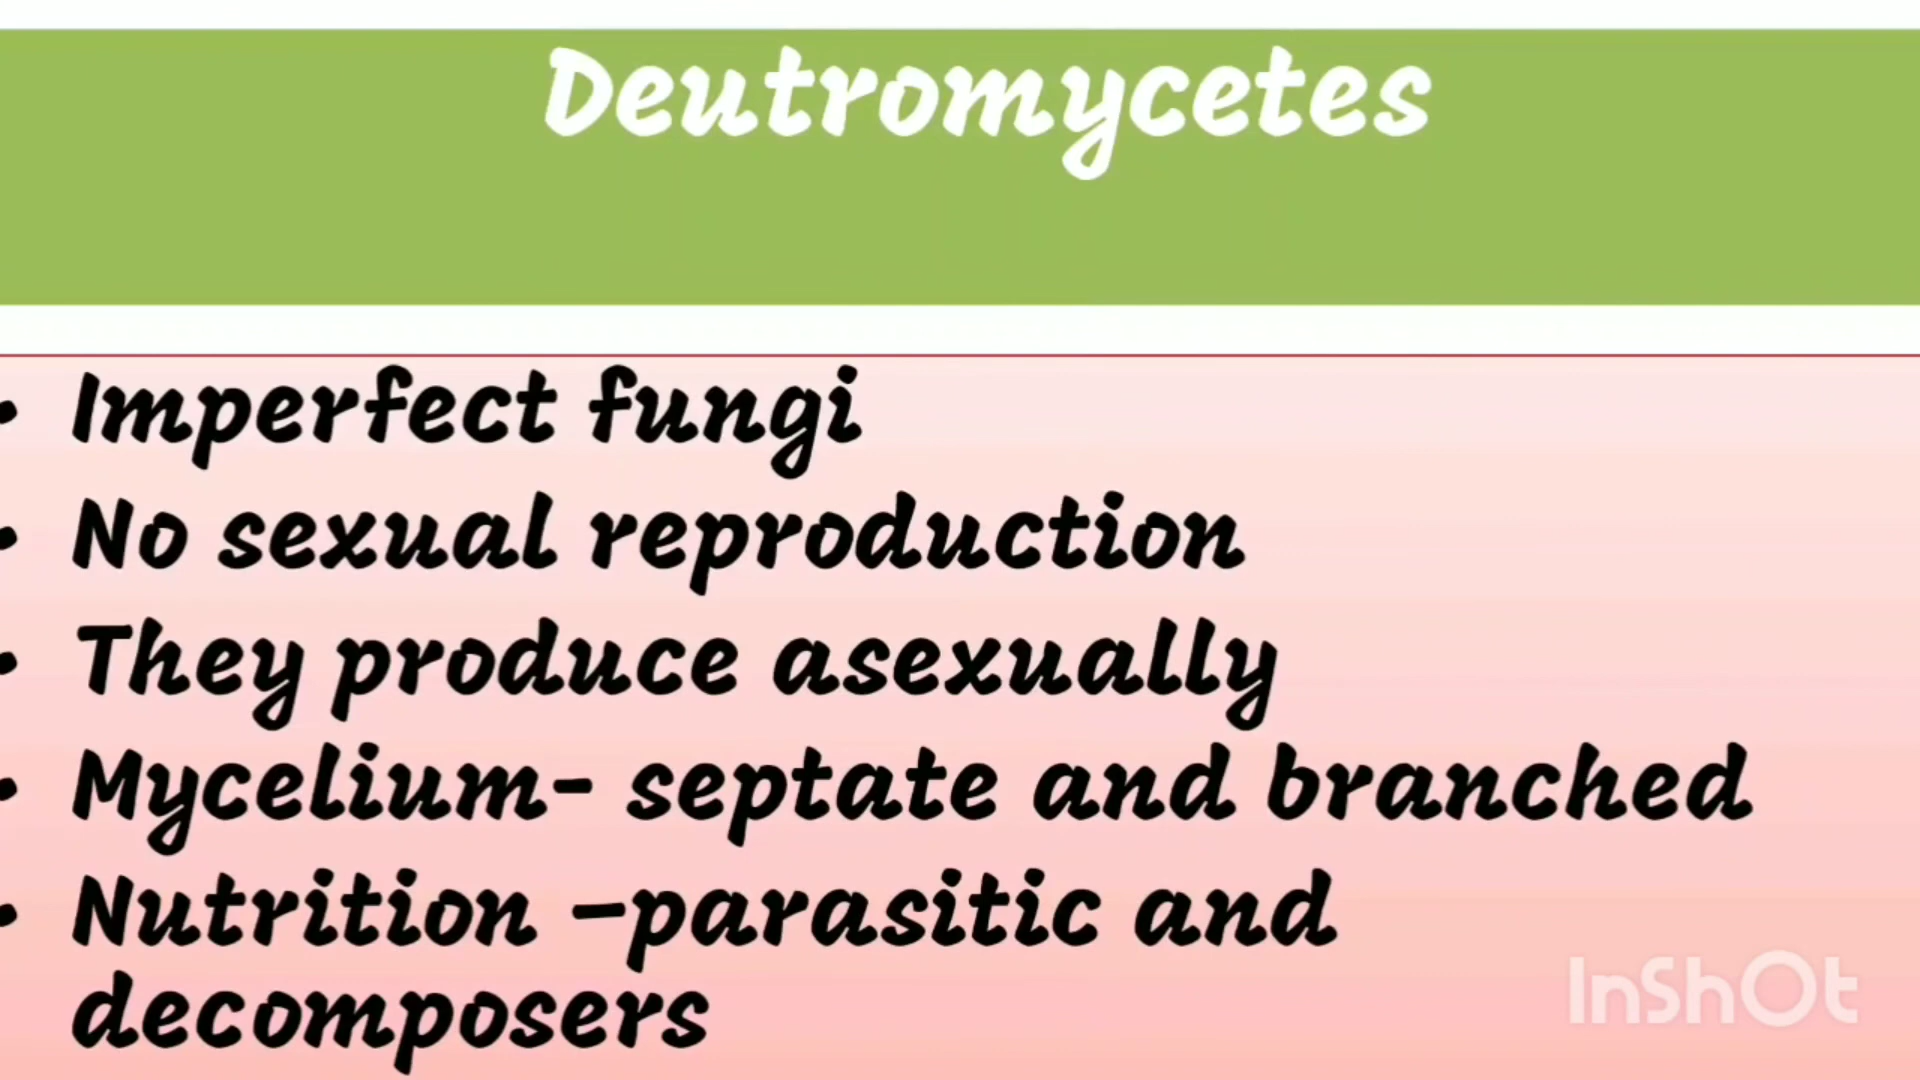 Deutromycetes
• Imperfect fungi
• No sexual reproduction
• They produce asexually
• Mycelium- septate and branched
• Nutrition –parasitic and
decomposers
InShOt